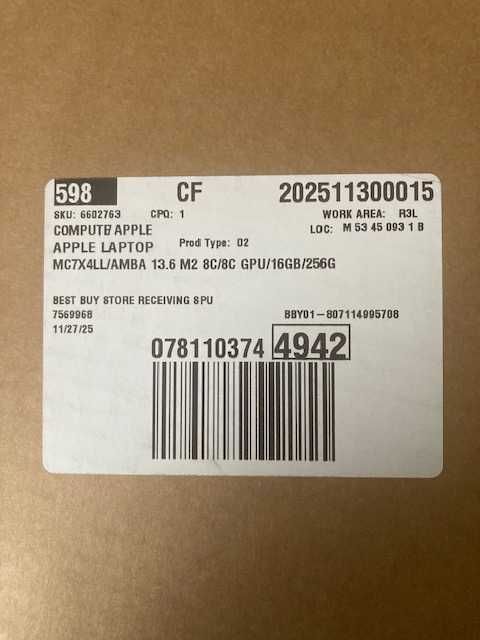 598 CF 202511300015
SKU: 6602763 CPQ: 1 WORK AREA: R3L
COMPUTE/APPLE LOC: M 53 45 093 1 B
APPLE LAPTOP Prod Type: 02
MC7X4LL/AMBA 13.6 M2 8C/8C GPU/16GB/256G
BEST BUY STORE RECEIVING SPU
7569968 BBY01-807114995708
11/27/25
078110374 4942